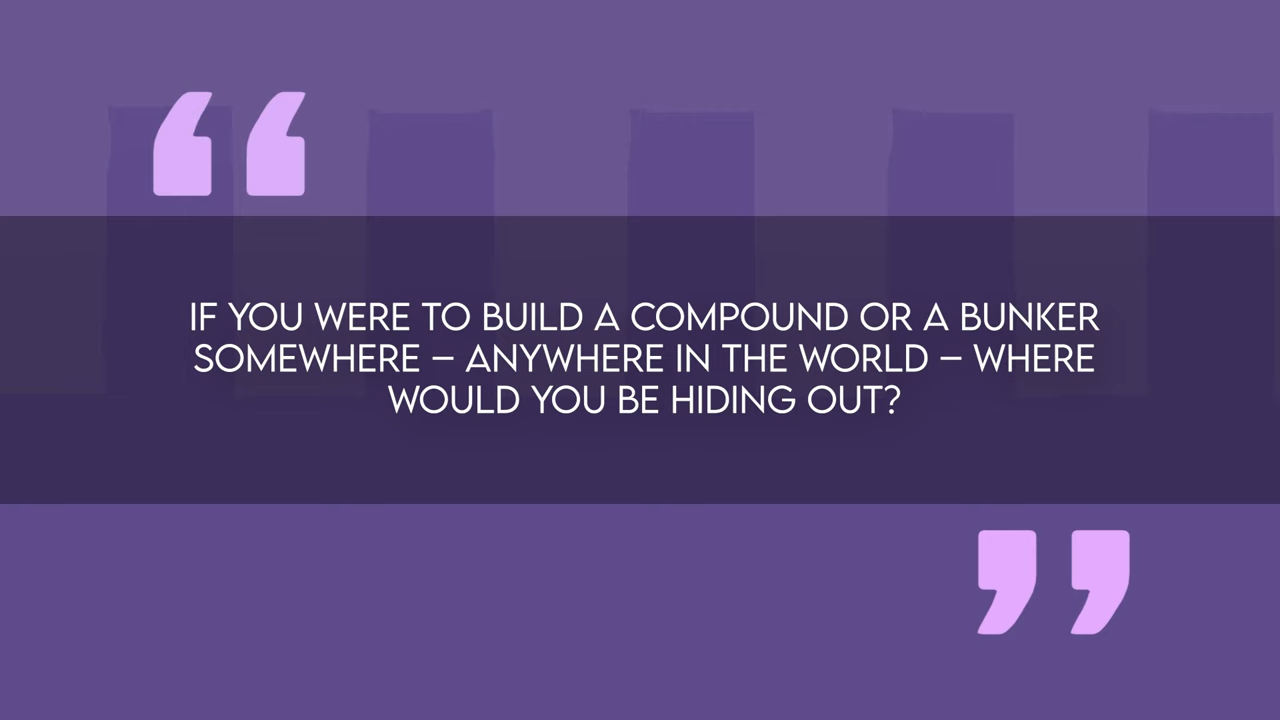 “
IF YOU WERE TO BUILD A COMPOUND OR A BUNKER
SOMEWHERE – ANYWHERE IN THE WORLD – WHERE
WOULD YOU BE HIDING OUT?
”